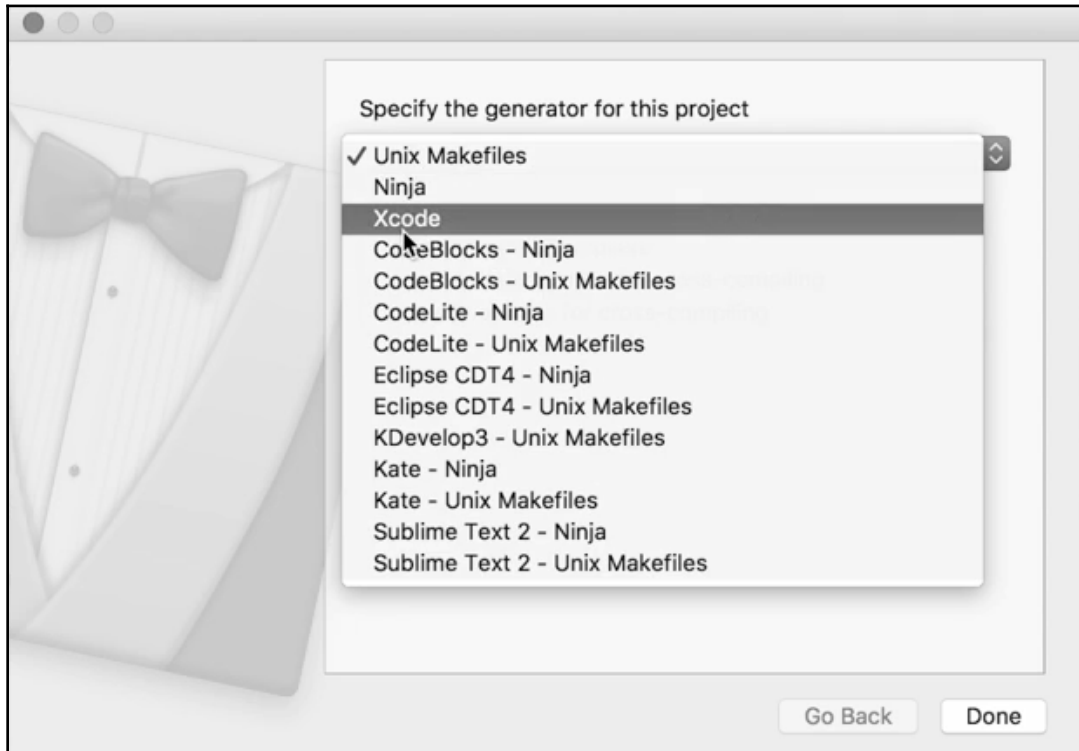 Specify the generator for this project
✓ Unix Makefiles
Ninja
Xcode
CodeBlocks - Ninja
CodeBlocks - Unix Makefiles
CodeLite - Ninja
CodeLite - Unix Makefiles
Eclipse CDT4 - Ninja
Eclipse CDT4 - Unix Makefiles
KDevelop3 - Unix Makefiles
Kate - Ninja
Kate - Unix Makefiles
Sublime Text 2 - Ninja
Sublime Text 2 - Unix Makefiles
Go Back
Done